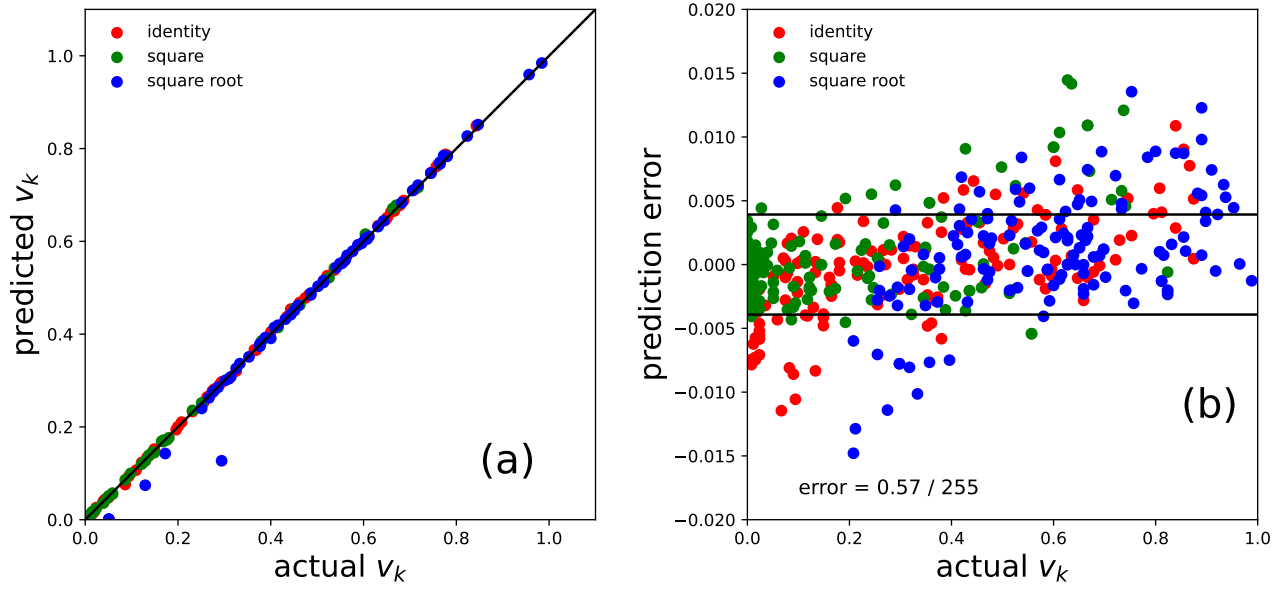 identity
square
square root
1.0
0.8
0.6
0.4
0.2
0.0
predicted v_k
(a)
0.0 0.2 0.4 0.6 0.8 1.0
actual v_k
0.020
0.015
0.010
0.005
0.000
−0.005
−0.010
−0.015
−0.020
prediction error
identity
square
square root
(b)
error = 0.57 / 255
0.0 0.2 0.4 0.6 0.8 1.0
actual v_k